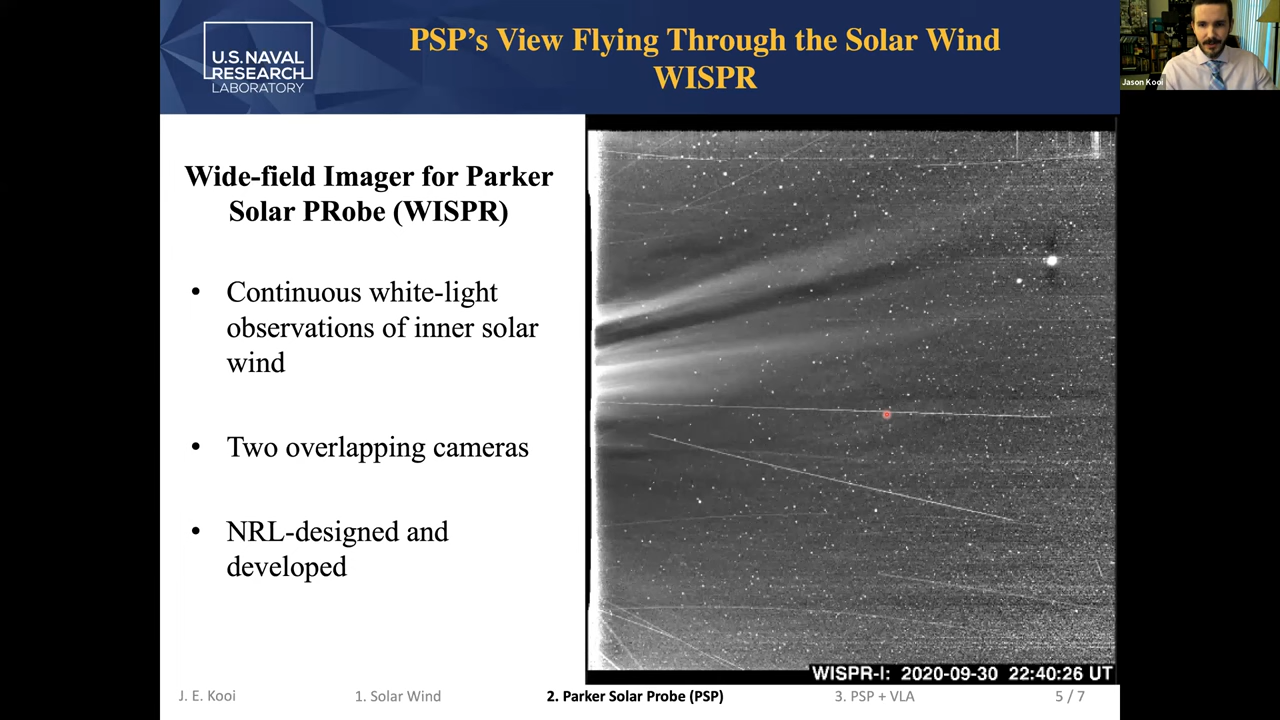 U.S. NAVAL
RESEARCH
LABORATORY
PSP's View Flying Through the Solar Wind
WISPR
Jason Kooi
Wide-field Imager for Parker
Solar PRobe (WISPR)
• Continuous white-light
observations of inner solar
wind
• Two overlapping cameras
• NRL-designed and
developed
WISPR-I: 2020-09-30 22:40:26 UT
J. E. Kooi 1. Solar Wind 2. Parker Solar Probe (PSP) 3. PSP + VLA 5 / 7